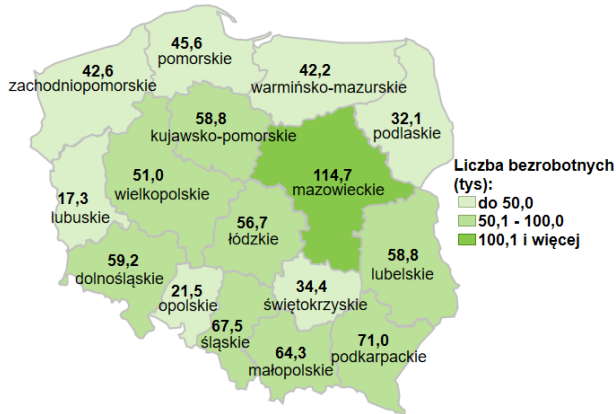 45,6
pomorskie
42,6
zachodniopomorskie
42,2
warmińsko-mazurskie
32,1
podlaskie
58,8
kujawsko-pomorskie
114,7
mazowieckie
51,0
wielkopolskie
17,3
lubuskie
56,7
łódzkie
58,8
lubelskie
59,2
dolnośląskie
21,5
opolskie
34,4
świętokrzyskie
67,5
śląskie
64,3
małopolskie
71,0
podkarpackie
Liczba bezrobotnych
(tys):
do 50,0
50,1 - 100,0
100,1 i więcej